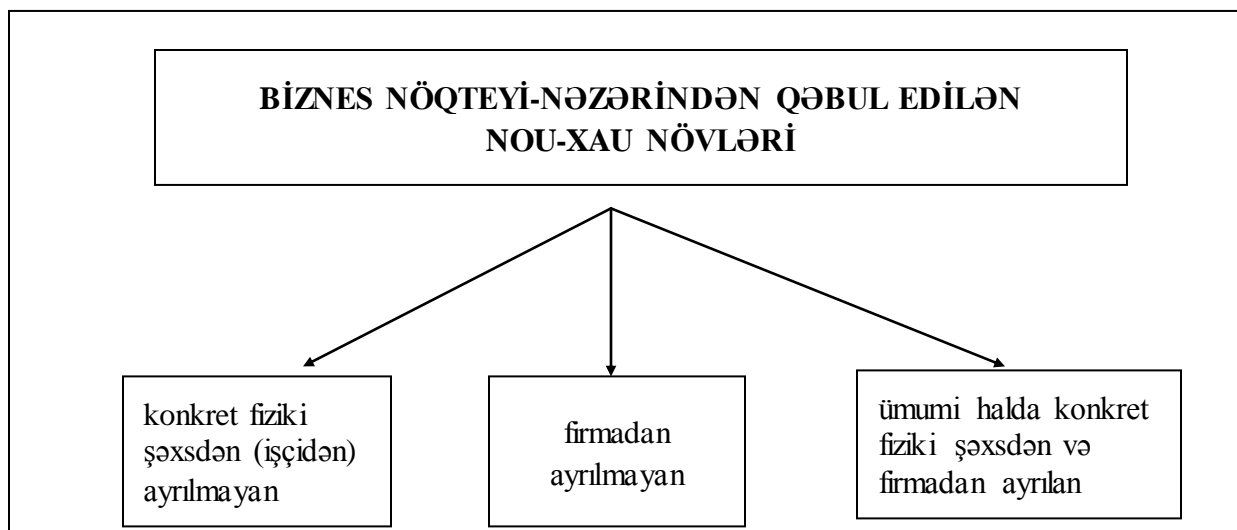 BİZNES NÖQTEYİ-NƏZƏRİNDƏN QƏBUL EDİLƏN
NOU-XAU NÖVLƏRİ
konkret fiziki
şəxsdən (işçidən)
ayrılmayan
firmadan
ayrılmayan
ümumi halda konkret
fiziki şəxsdən və
firmadan ayrılan